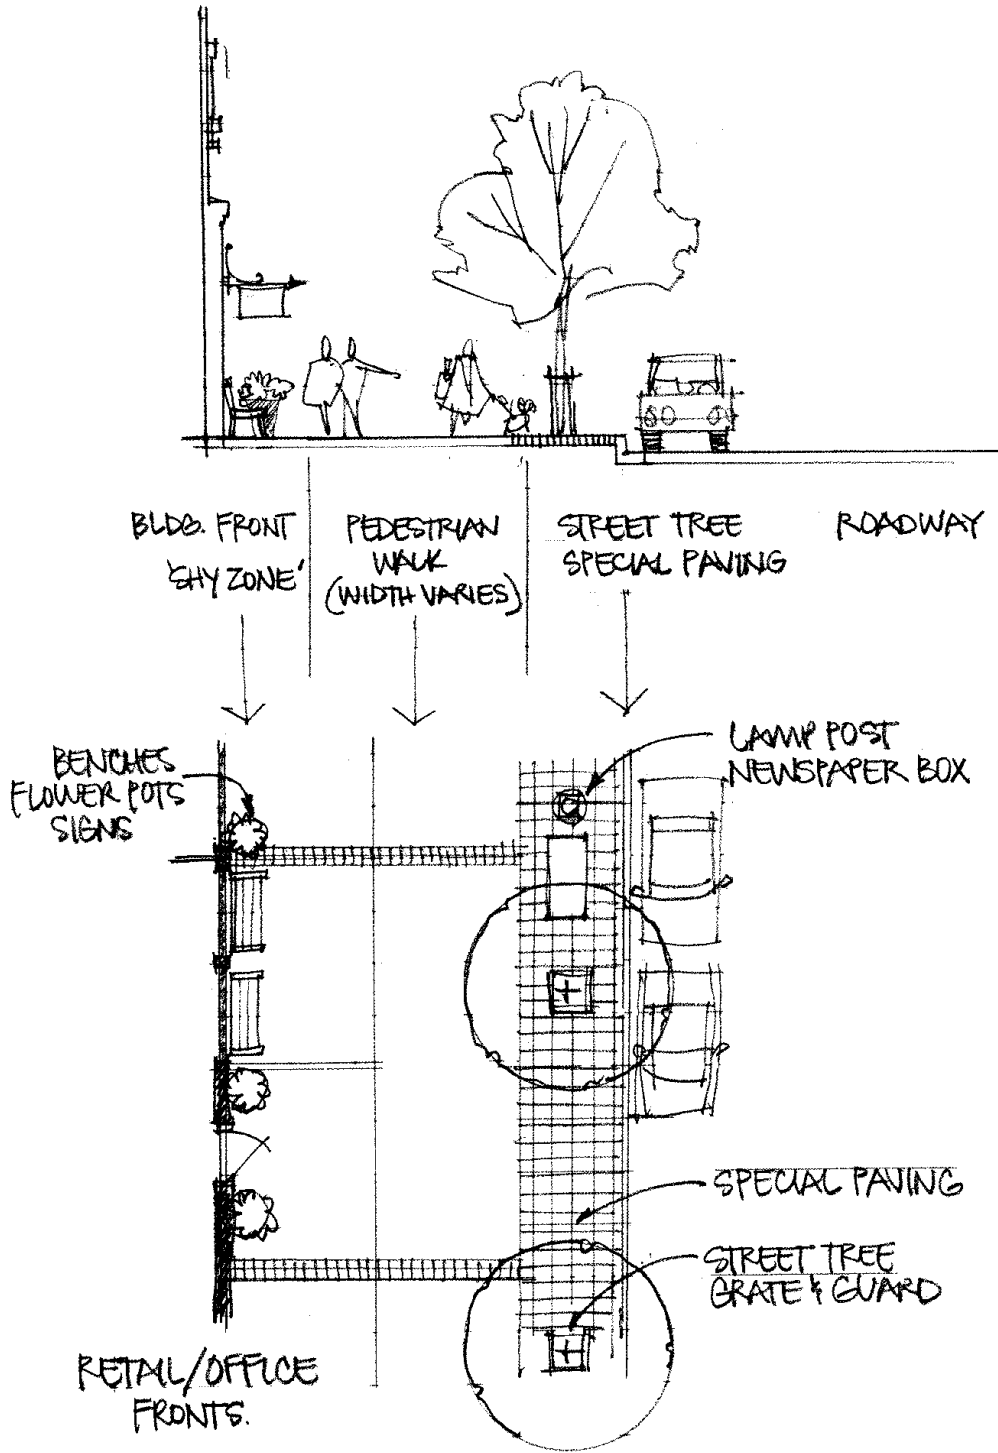 BLDG. FRONT
'SHY ZONE'
PEDESTRIAN
WALK
(WIDTH VARIES)
STREET TREE
SPECIAL PAVING
ROADWAY
BENCHES
FLOWER POTS
SIGNS
LAMP POST
NEWSPAPER BOX
SPECIAL PAVING
STREET TREE
GRATE & GUARD
RETAIL/OFFICE
FRONTS.